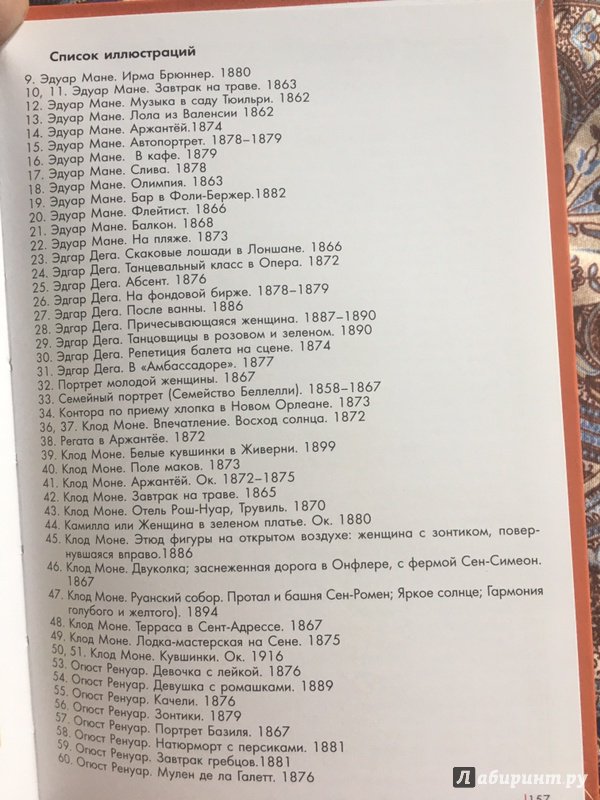 Список иллюстраций
9. Эдуар Мане. Ирма Брюннер. 1880
10, 11. Эдуар Мане. Завтрак на траве. 1863
12. Эдуар Мане. Музыка в саду Тюильри. 1862
13. Эдуар Мане. Лола из Валенсии 1862
14. Эдуар Мане. Аржантёй.1874
15. Эдуар Мане. Автопортрет. 1878–1879
16. Эдуар Мане. В кафе. 1879
17. Эдуар Мане. Слива. 1878
18. Эдуар Мане. Олимпия. 1863
19. Эдуар Мане. Бар в Фоли-Бержер.1882
20. Эдуар Мане. Флейтист. 1866
21. Эдуар Мане. Балкон. 1868
22. Эдуар Мане. На пляже. 1873
23. Эдгар Дега. Скаковые лошади в Лоншане. 1866
24. Эдгар Дега. Танцевальный класс в Опера. 1872
25. Эдгар Дега. Абсент. 1876
26. Эдгар Дега. На фондовой бирже. 1878–1879
27. Эдгар Дега. После ванны. 1886
28. Эдгар Дега. Причесывающаяся женщина. 1887–1890
29. Эдгар Дега. Танцовщицы в розовом и зеленом. 1890
30. Эдгар Дега. Репетиция балета на сцене. 1874
31. Эдгар Дега. В «Амбассадоре». 1877
32. Портрет молодой женщины. 1867
33. Семейный портрет (Семейство Беллелли). 1858–1867
34. Контора по приему хлопка в Новом Орлеане. 1873
36, 37. Клод Моне. Впечатление. Восход солнца. 1872
38. Регата в Аржантёе. 1872
39. Клод Моне. Белые кувшинки в Живерни. 1899
40. Клод Моне. Поле маков. 1873
41. Клод Моне. Аржантёй. Ок. 1872–1875
42. Клод Моне. Завтрак на траве. 1865
43. Клод Моне. Отель Рош-Нуар, Трувиль. 1870
44. Камилла или Женщина в зеленом платье. Ок. 1880
45. Клод Моне. Этюд фигуры на открытом воздухе: женщина с зонтиком, повер-
нувшаяся вправо.1886
46. Клод Моне. Двуколка; заснеженная дорога в Онфлере, с фермой Сен-Симеон.
1867
47. Клод Моне. Руанский собор. Протал и башня Сен-Ромен; Яркое солнце; Гармония
голубого и желтого). 1894
48. Клод Моне. Терраса в Сент-Адрессе. 1867
49. Клод Моне. Лодка-мастерская на Сене. 1875
50, 51. Клод Моне. Кувшинки. Ок. 1916
53. Огюст Ренуар. Девочка с лейкой. 1876
54. Огюст Ренуар. Девушка с ромашками. 1889
55. Огюст Ренуар. Качели. 1876
56. Огюст Ренуар. Зонтики. 1879
57. Огюст Ренуар. Портрет Базиля. 1867
58. Огюст Ренуар. Натюрморт с персиками. 1881
59. Огюст Ренуар. Завтрак гребцов.1881
60. Огюст Ренуар. Мулен де ла Галетт. 1876
157
Лабиринт.ру